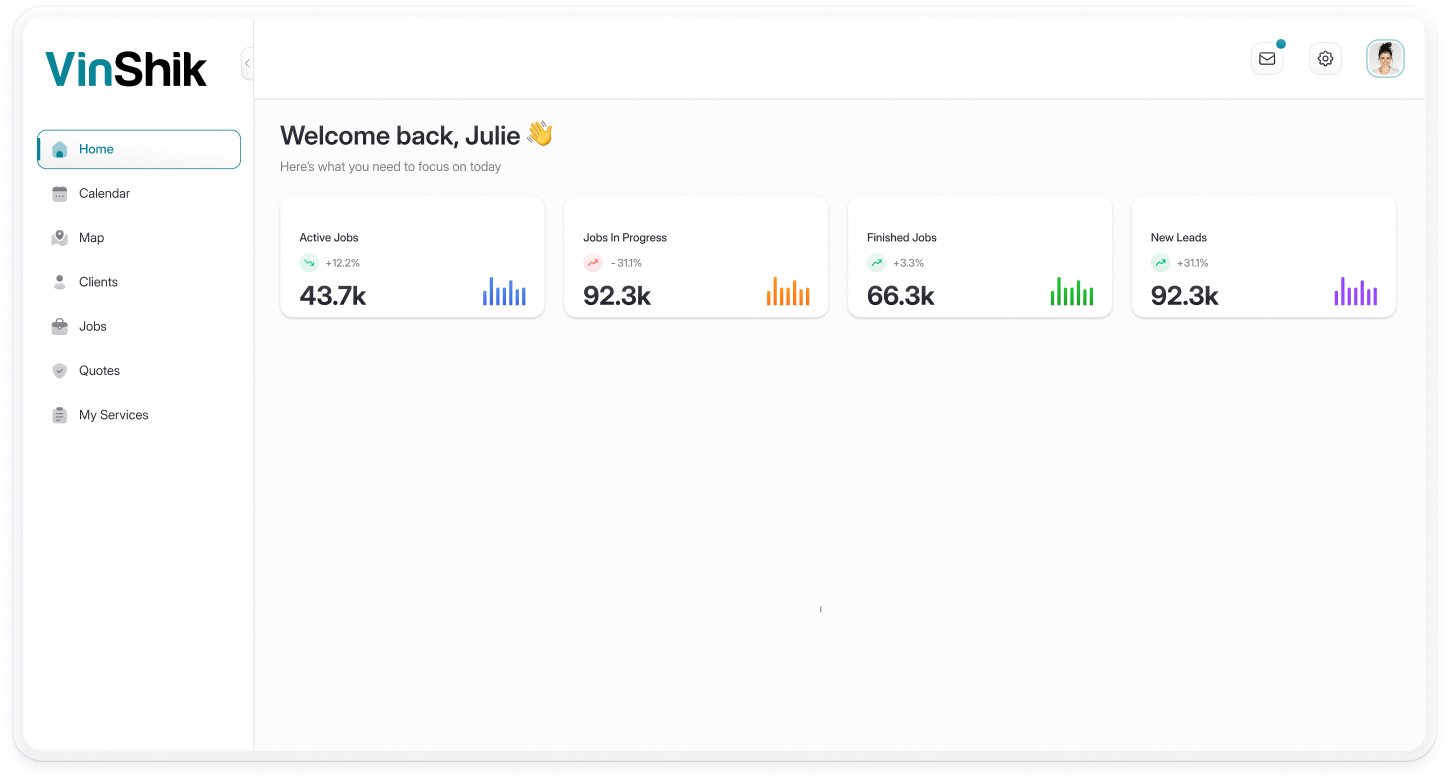 VinShik
Home
Calendar
Map
Clients
Jobs
Quotes
My Services
Welcome back, Julie 👋
Here's what you need to focus on today
Active Jobs
+12.2%
43.7k
Jobs In Progress
- 31.1%
92.3k
Finished Jobs
+3.3%
66.3k
New Leads
+31.1%
92.3k